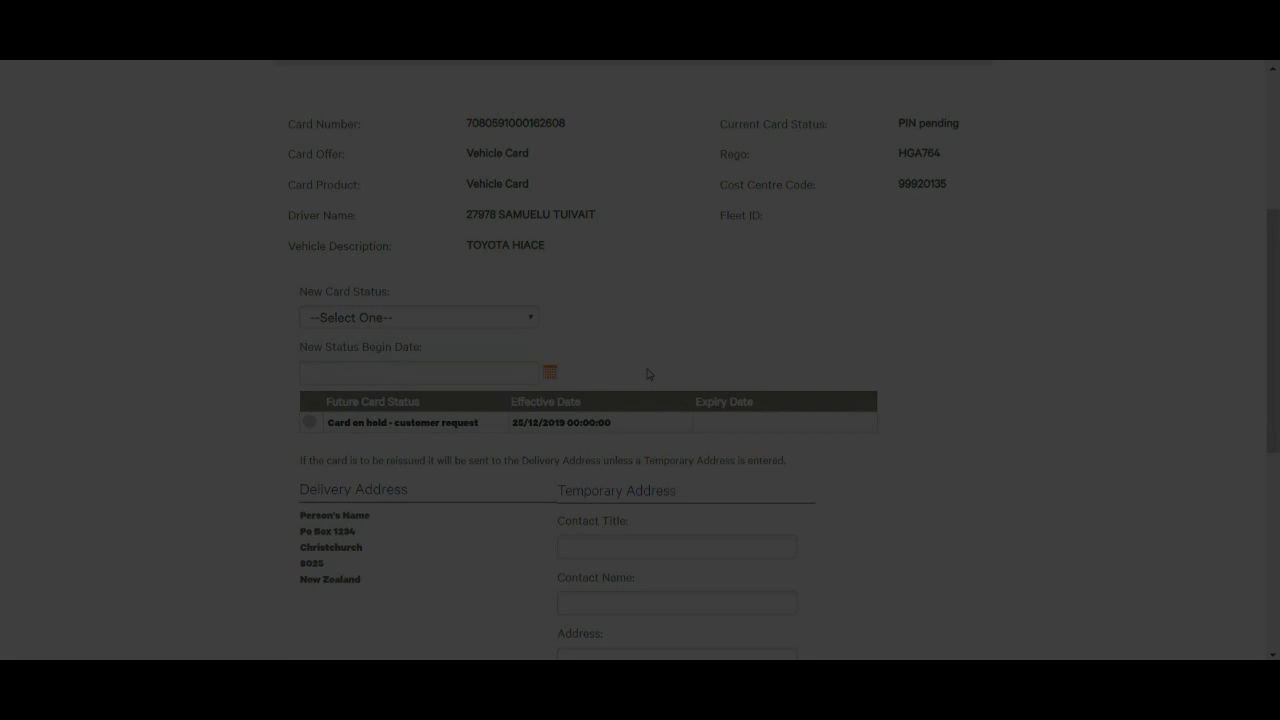 Card Number: 7080591000162608 Current Card Status: PIN pending
Card Offer: Vehicle Card Rego: HGA764
Card Product: Vehicle Card Cost Centre Code: 99920135
Driver Name: 27978 SAMUELU TUIVAIT Fleet ID:
Vehicle Description: TOYOTA HIACE
New Card Status:
--Select One--
New Status Begin Date:
Future Card Status Effective Date Expiry Date
Card on hold - customer request 25/12/2019 00:00:00
If the card is to be reissued it will be sent to the Delivery Address unless a Temporary Address is entered.
Delivery Address
Person's Name
Po Box 1234
Christchurch
8025
New Zealand
Temporary Address
Contact Title:
Contact Name:
Address: